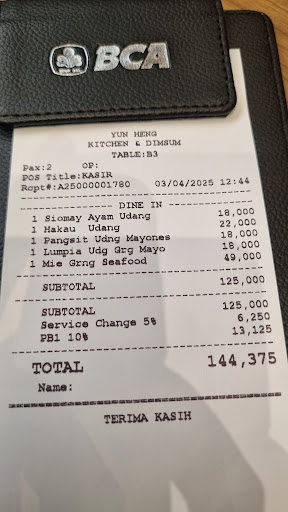 BCA
YUN HENG
KITCHEN & DIMSUM
TABLE:B3
Pax:2 OP:
POS Title:KASIR
Rcpt#:A25000001780 03/04/2025 12:44
DINE IN
1 Siomay Ayam Udang 18,000
1 Hakau Udang 22,000
1 Pangsit Udng Mayones 18,000
1 Lumpia Udg Grg Mayo 18,000
1 Mie Grng Seafood 49,000
SUBTOTAL 125,000
SUBTOTAL 125,000
Service Change 5% 6,250
PB1 10% 13,125
TOTAL 144,375
Name:
TERIMA KASIH